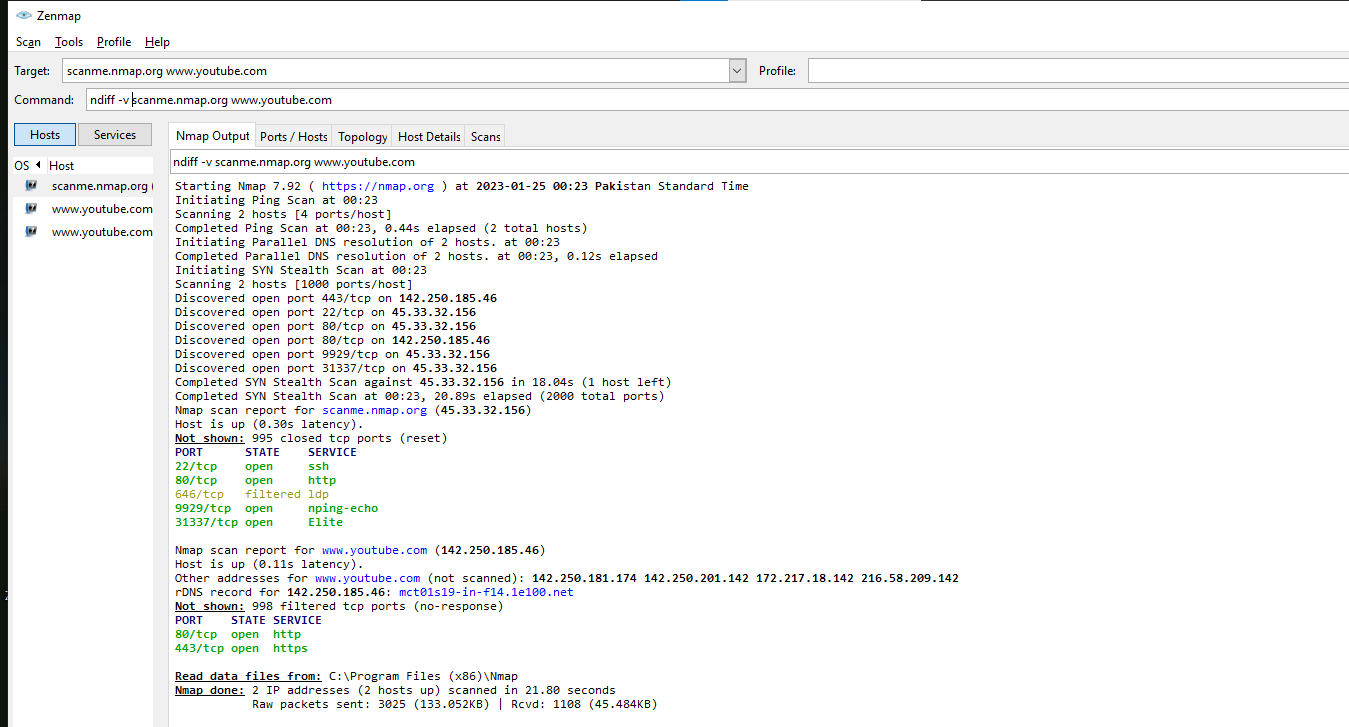 Zenmap
Scan Tools Profile Help
Target: scanme.nmap.org www.youtube.com Profile:
Command: ndiff -v scanme.nmap.org www.youtube.com
Hosts Services
Nmap Output Ports / Hosts Topology Host Details Scans
OS Host
scanme.nmap.org (
www.youtube.com
www.youtube.com
ndiff -v scanme.nmap.org www.youtube.com
Starting Nmap 7.92 ( https://nmap.org ) at 2023-01-25 00:23 Pakistan Standard Time
Initiating Ping Scan at 00:23
Scanning 2 hosts [4 ports/host]
Completed Ping Scan at 00:23, 0.44s elapsed (2 total hosts)
Initiating Parallel DNS resolution of 2 hosts. at 00:23
Completed Parallel DNS resolution of 2 hosts. at 00:23, 0.12s elapsed
Initiating SYN Stealth Scan at 00:23
Scanning 2 hosts [1000 ports/host]
Discovered open port 443/tcp on 142.250.185.46
Discovered open port 22/tcp on 45.33.32.156
Discovered open port 80/tcp on 45.33.32.156
Discovered open port 80/tcp on 142.250.185.46
Discovered open port 9929/tcp on 45.33.32.156
Discovered open port 31337/tcp on 45.33.32.156
Completed SYN Stealth Scan against 45.33.32.156 in 18.04s (1 host left)
Completed SYN Stealth Scan at 00:23, 20.89s elapsed (2000 total ports)
Nmap scan report for scanme.nmap.org (45.33.32.156)
Host is up (0.30s latency).
Not shown: 995 closed tcp ports (reset)
PORT STATE SERVICE
22/tcp open ssh
80/tcp open http
646/tcp filtered ldp
9929/tcp open nping-echo
31337/tcp open Elite
Nmap scan report for www.youtube.com (142.250.185.46)
Host is up (0.11s latency).
Other addresses for www.youtube.com (not scanned): 142.250.181.174 142.250.201.142 172.217.18.142 216.58.209.142
rDNS record for 142.250.185.46: mct01s19-in-f14.1e100.net
Not shown: 998 filtered tcp ports (no-response)
PORT STATE SERVICE
80/tcp open http
443/tcp open https
Read data files from: C:\Program Files (x86)\Nmap
Nmap done: 2 IP addresses (2 hosts up) scanned in 21.80 seconds
Raw packets sent: 3025 (133.052KB) | Rcvd: 1108 (45.484KB)